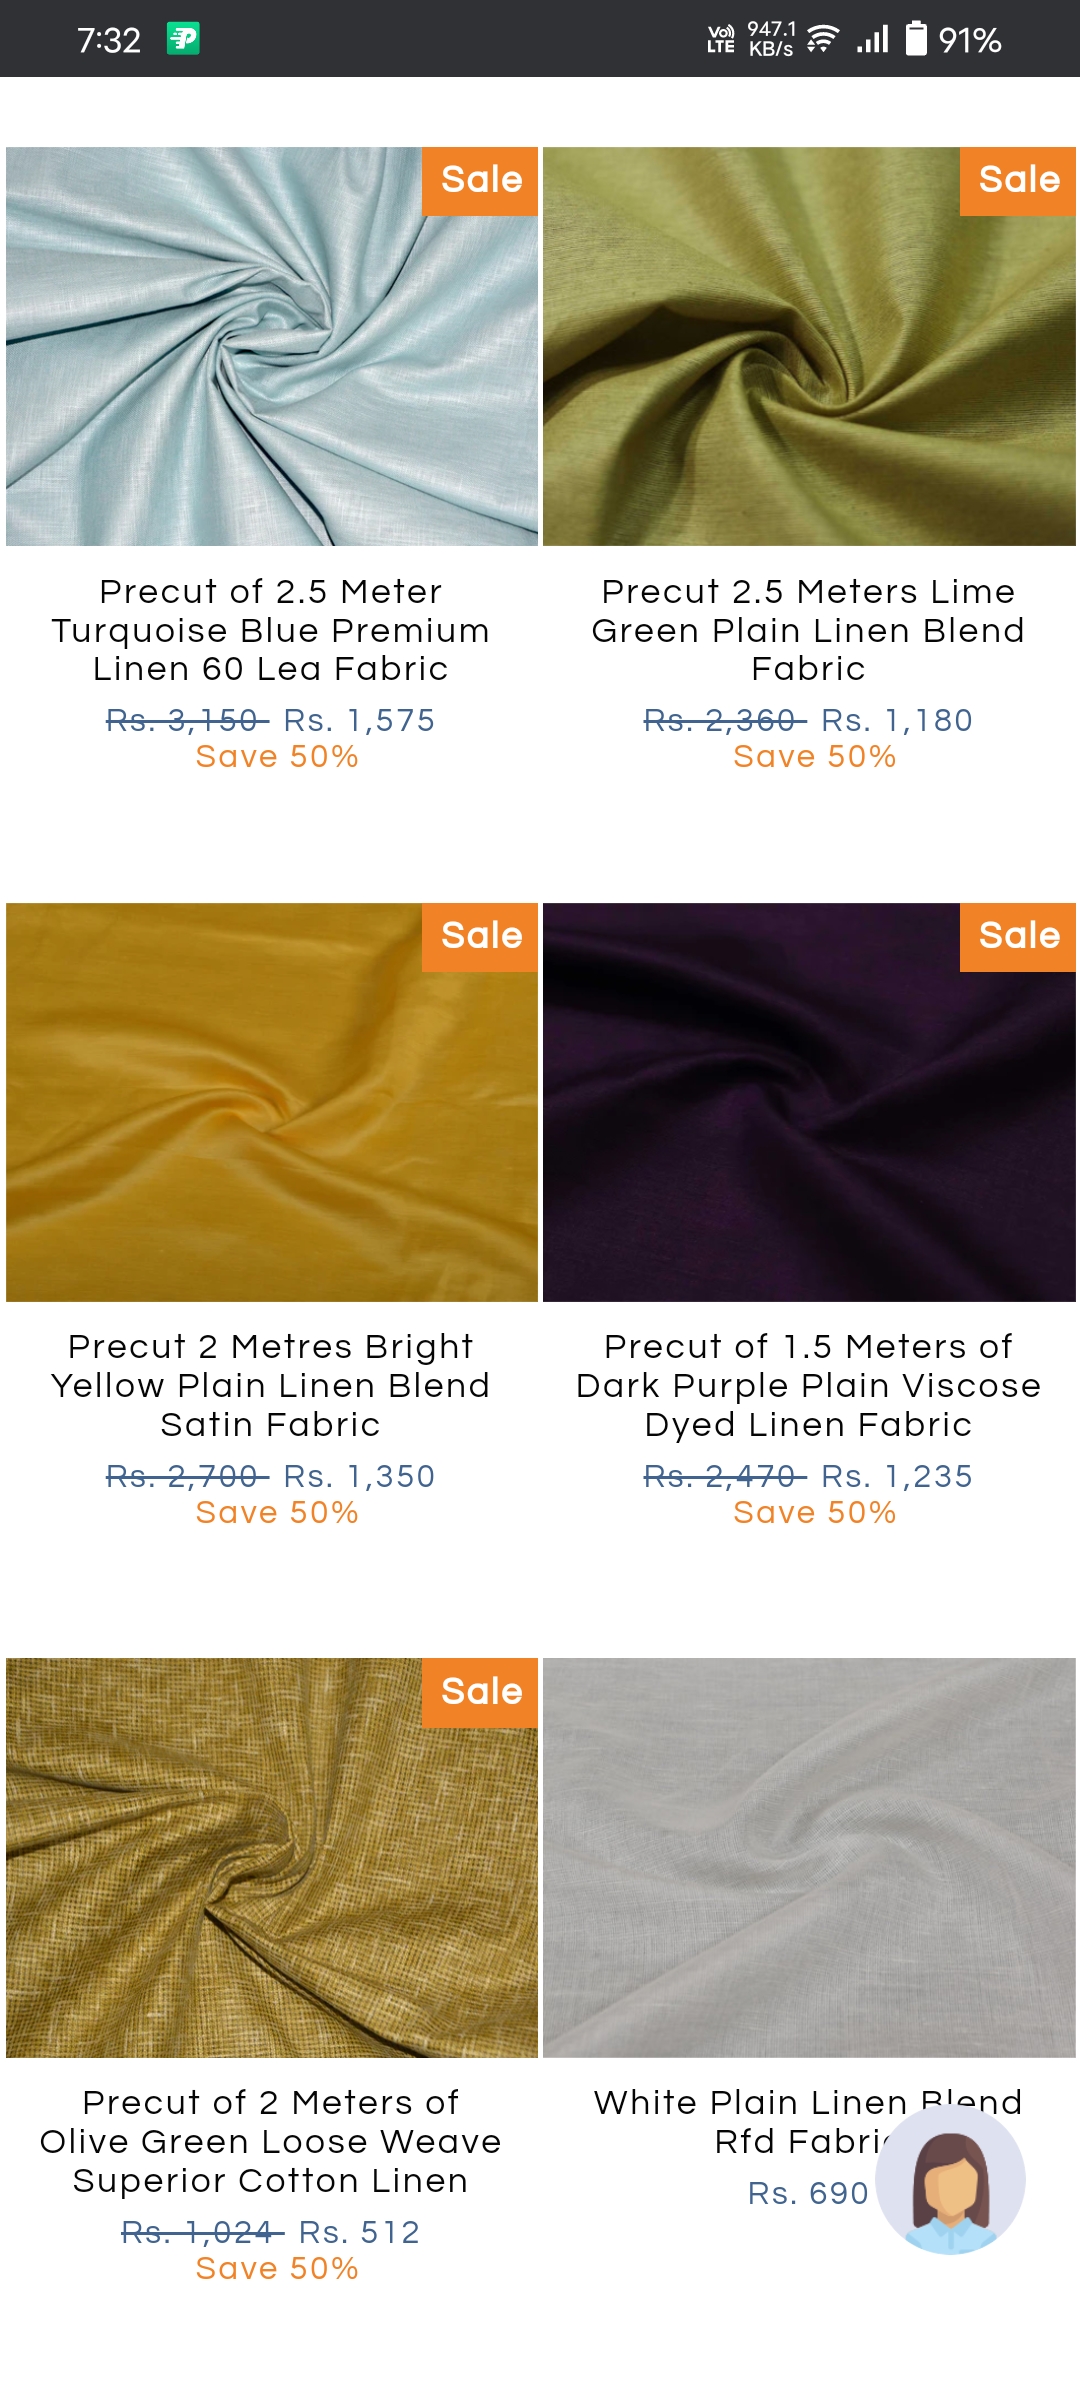 7:32
Vo)) LTE
947.1 KB/s
91%
Sale
Sale
Precut of 2.5 Meter
Turquoise Blue Premium
Linen 60 Lea Fabric
Rs. 3,150 Rs. 1,575
Save 50%
Precut 2.5 Meters Lime
Green Plain Linen Blend
Fabric
Rs. 2,360 Rs. 1,180
Save 50%
Sale
Sale
Precut 2 Metres Bright
Yellow Plain Linen Blend
Satin Fabric
Rs. 2,700 Rs. 1,350
Save 50%
Precut of 1.5 Meters of
Dark Purple Plain Viscose
Dyed Linen Fabric
Rs. 2,470 Rs. 1,235
Save 50%
Sale
Precut of 2 Meters of
Olive Green Loose Weave
Superior Cotton Linen
Rs. 1,024 Rs. 512
Save 50%
White Plain Linen Blend
Rfd Fabric
Rs. 690